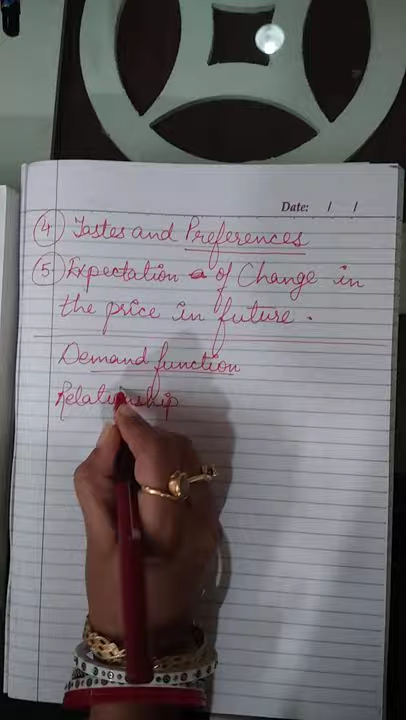 Date: / /
④ Tastes and Preferences
⑤ Expectation of Change in
the price in future.
Demand function
Relationship